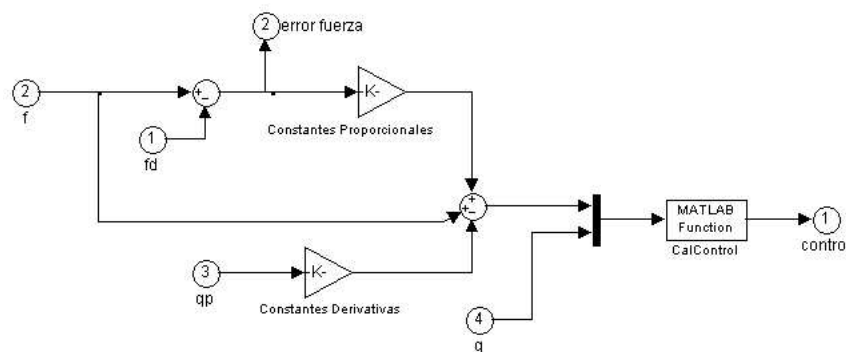 2
error fuerza
2
f
+
−
-K-
Constantes Proporcionales
1
fd
+
+
−
MATLAB
Function
CalControl
1
contro
3
qp
-K-
Constantes Derivativas
4
q